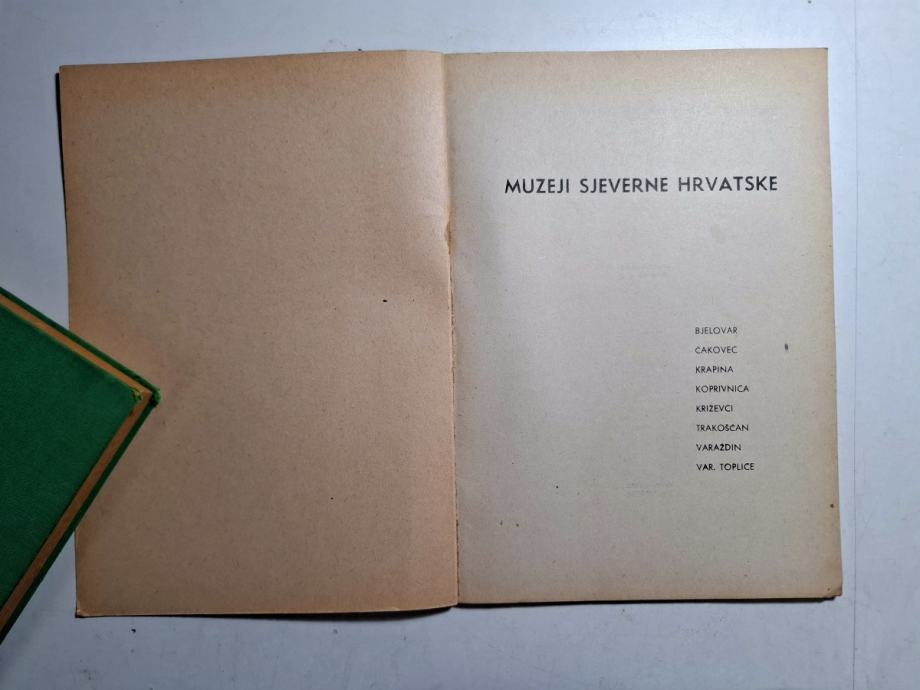 MUZEJI SJEVERNE HRVATSKE
BJELOVAR
ČAKOVEC
KRAPINA
KOPRIVNICA
KRIŽEVCI
TRAKOŠĆAN
VARAŽDIN
VAR. TOPLICE